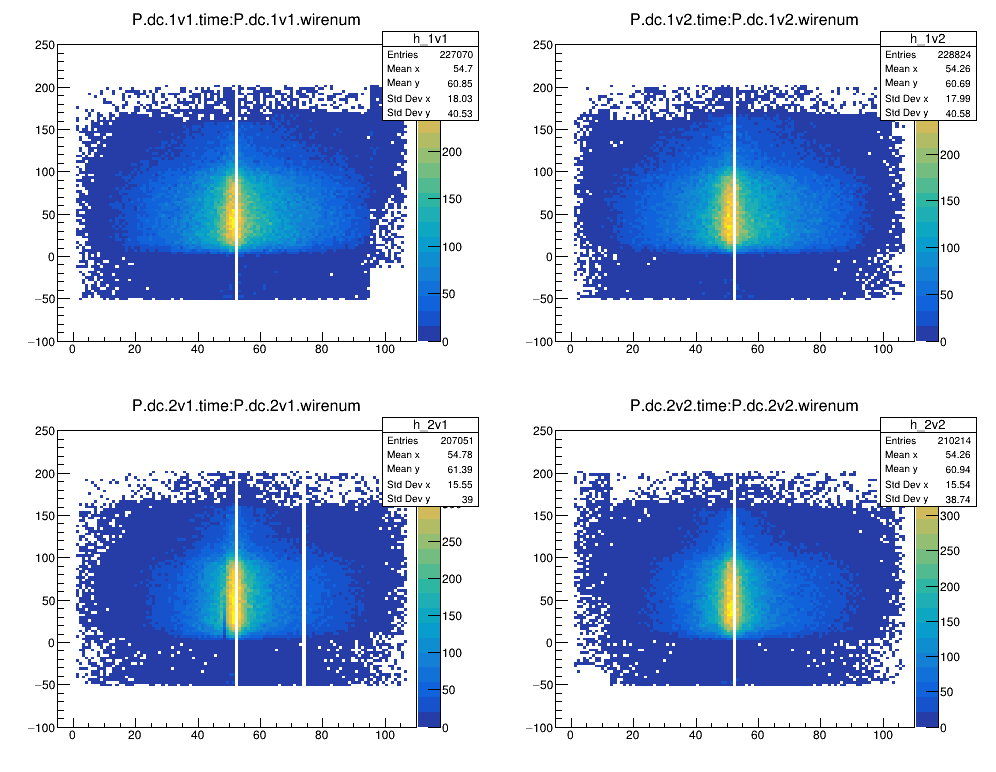 P.dc.1v1.time:P.dc.1v1.wirenum
h_1v1
Entries 227070
Mean x 54.7
Mean y 60.85
Std Dev x 18.03
Std Dev y 40.53
250
200
150
100
50
0
−50
−100
0 20 40 60 80 100
200
150
100
50
0
P.dc.1v2.time:P.dc.1v2.wirenum
h_1v2
Entries 228824
Mean x 54.26
Mean y 60.69
Std Dev x 17.99
Std Dev y 40.58
250
200
150
100
50
0
−50
−100
0 20 40 60 80 100
200
150
100
50
0
P.dc.2v1.time:P.dc.2v1.wirenum
h_2v1
Entries 207051
Mean x 54.78
Mean y 61.39
Std Dev x 15.55
Std Dev y 39
250
200
150
100
50
0
−50
−100
0 20 40 60 80 100
250
200
150
100
50
0
P.dc.2v2.time:P.dc.2v2.wirenum
h_2v2
Entries 210214
Mean x 54.26
Mean y 60.94
Std Dev x 15.54
Std Dev y 38.74
250
200
150
100
50
0
−50
−100
0 20 40 60 80 100
300
250
200
150
100
50
0